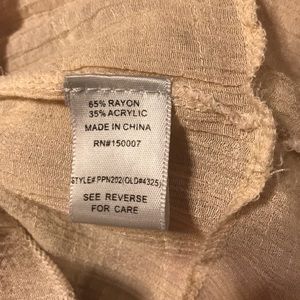 65% RAYON
35% ACRYLIC
MADE IN CHINA
RN#150007
STYLE# PPN202(OLD#4325)
SEE REVERSE
FOR CARE